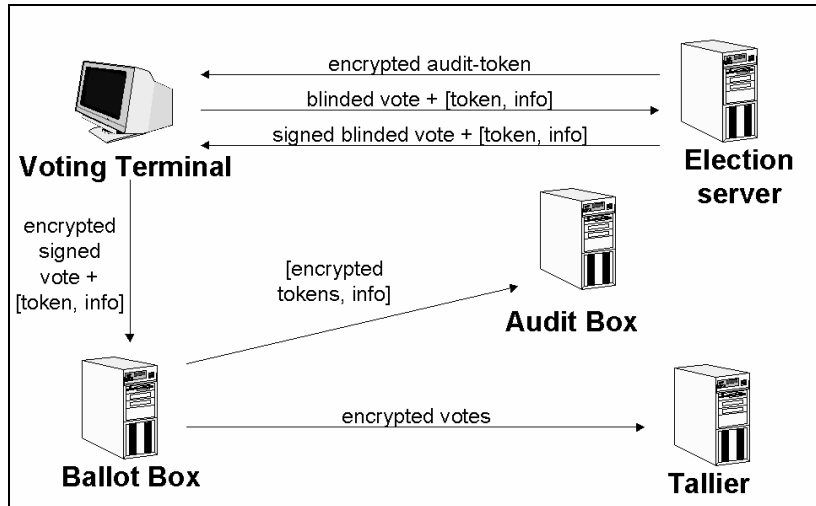 encrypted audit-token
blinded vote + [token, info]
signed blinded vote + [token, info]
Voting Terminal
Election
server
encrypted
signed
vote +
[token, info]
[encrypted
tokens, info]
Audit Box
encrypted votes
Ballot Box
Tallier